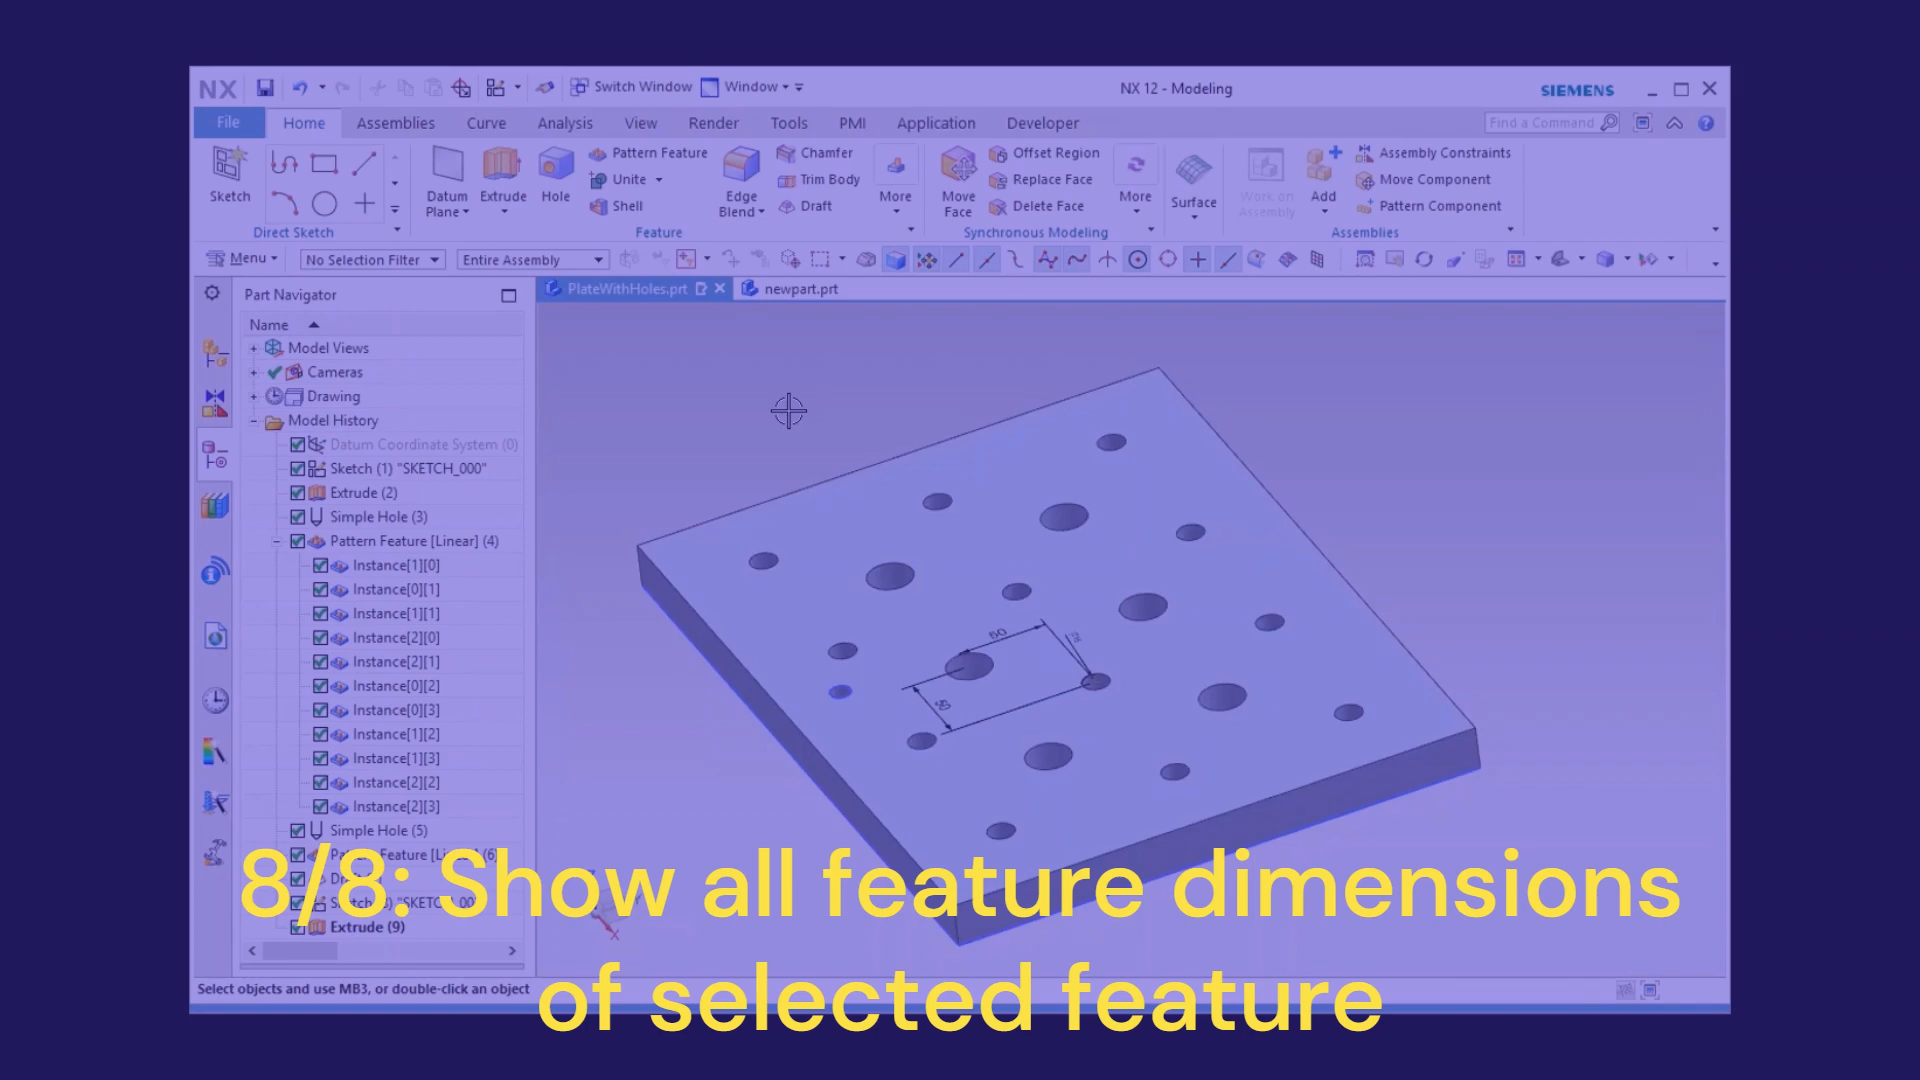 NX
Switch Window
Window
NX 12 - Modeling
SIEMENS
File
Home
Assemblies
Curve
Analysis
View
Render
Tools
PMI
Application
Developer
Find a Command
Sketch
Direct Sketch
Datum
Plane
Extrude
Hole
Pattern Feature
Unite
Shell
Edge
Blend
Chamfer
Trim Body
Draft
More
Feature
Move
Face
Offset Region
Replace Face
Delete Face
More
Synchronous Modeling
Surface
Work on
Assembly
Add
Assembly Constraints
Move Component
Pattern Component
Assemblies
Menu
No Selection Filter
Entire Assembly
Part Navigator
PlateWithHoles.prt
newpart.prt
Name
Model Views
Cameras
Drawing
Model History
Datum Coordinate System (0)
Sketch (1) "SKETCH_000"
Extrude (2)
Simple Hole (3)
Pattern Feature [Linear] (4)
Instance[1][0]
Instance[0][1]
Instance[1][1]
Instance[2][0]
Instance[2][1]
Instance[0][2]
Instance[0][3]
Instance[1][2]
Instance[1][3]
Instance[2][2]
Instance[2][3]
Simple Hole (5)
Extrude (9)
X
8/8: Show all feature dimensions
of selected feature
Select objects and use MB3, or double-click an object